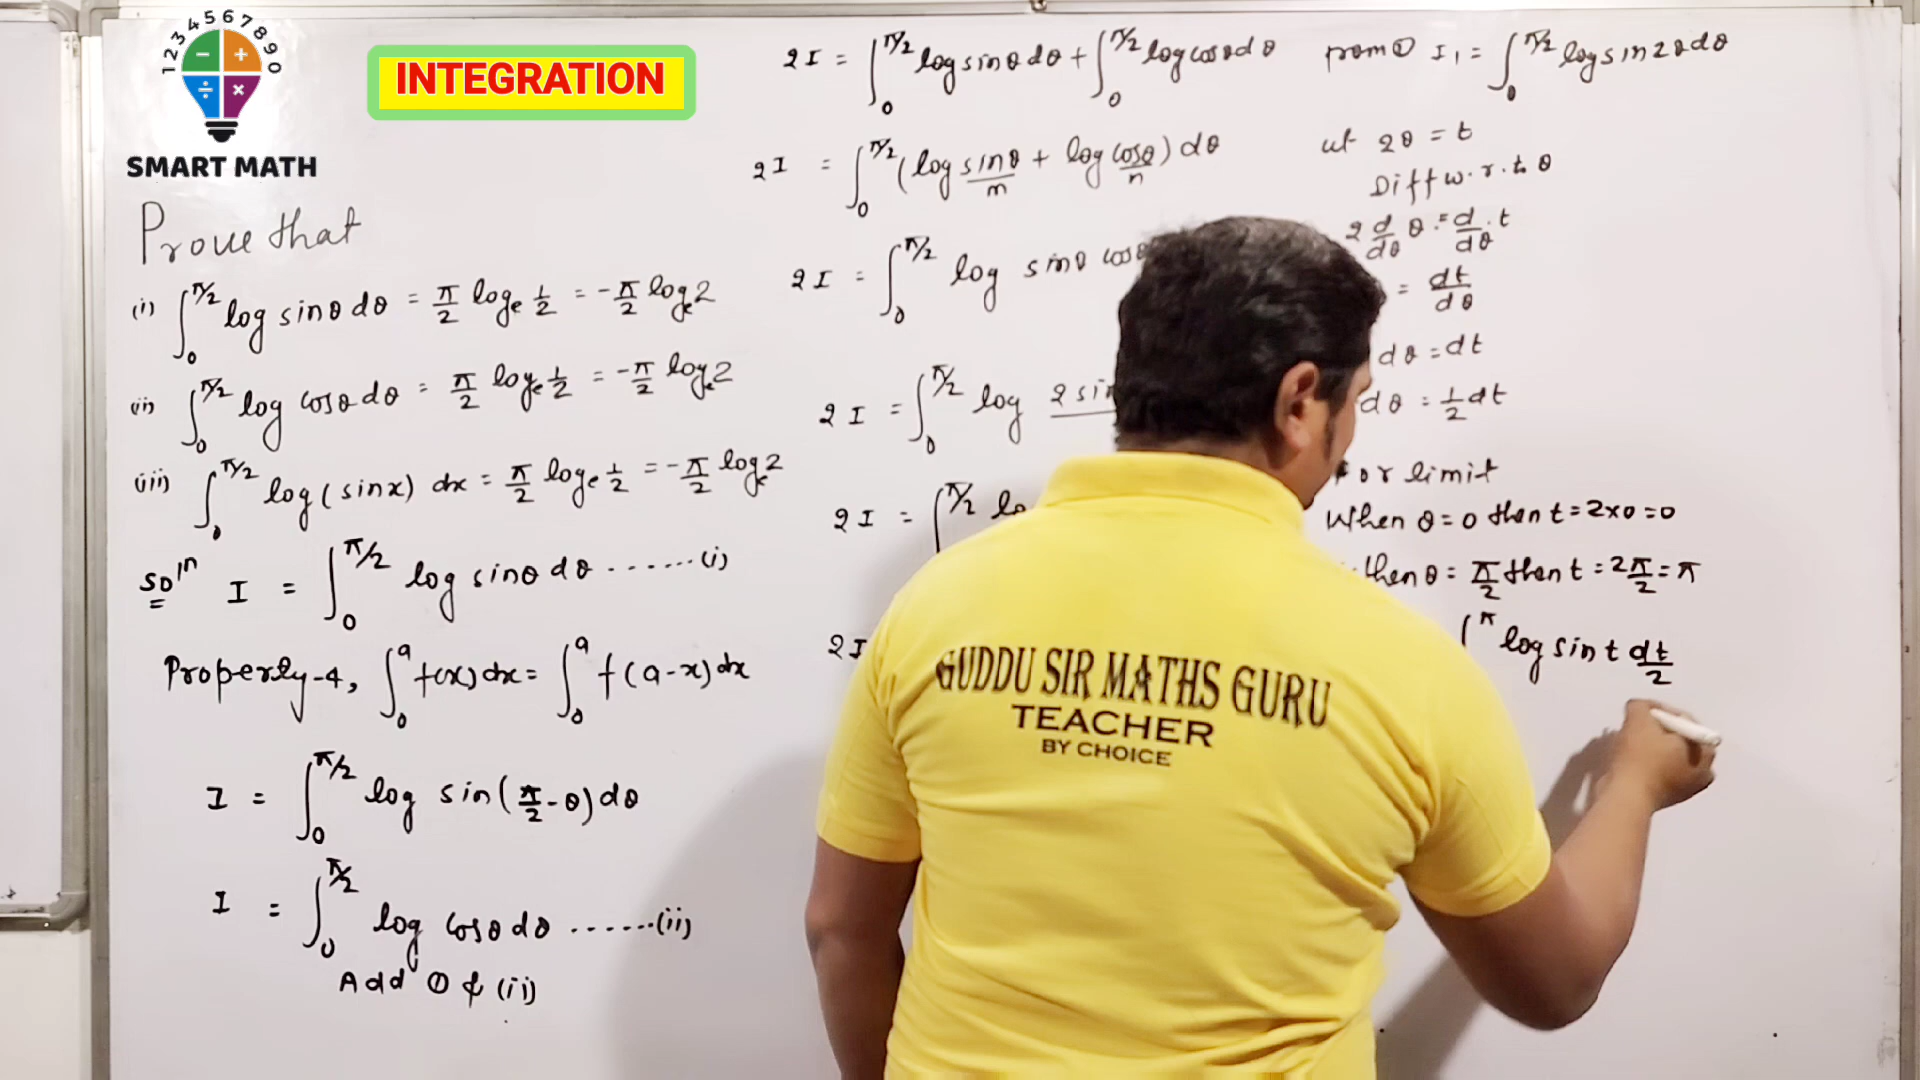 1 2 3 4 5 6 7 8 9 0
− + ÷ ×
SMART MATH
INTEGRATION
Prove that
(i) ∫₀^π/2 log sinθ dθ = π/2 logₑ 1/2 = -π/2 logₑ2
(ii) ∫₀^π/2 log cosθ dθ = π/2 logₑ 1/2 = -π/2 logₑ2
(iii) ∫₀^π/2 log(sinx) dx = π/2 logₑ 1/2 = -π/2 logₑ2
Solⁿ I = ∫₀^π/2 log sinθ dθ .......(i)
Property-4, ∫₀^a f(x)dx = ∫₀^a f(a-x)dx
I = ∫₀^π/2 log sin(π/2 - θ)dθ
I = ∫₀^π/2 log cosθ dθ .......(ii)
Add ① & (ii)
2I = ∫₀^π/2 log sinθ dθ + ∫₀^π/2 log cosθ dθ
2I = ∫₀^π/2 (log sinθ/m + log cosθ/n) dθ
2I = ∫₀^π/2 log sinθ cosθ
2I = ∫₀^π/2 log 2 sin
2I = ∫^π/2 lo
2I
from ① I₁ = ∫₀^π/2 log sin2θ dθ
ut 2θ = t
Diff w.r.to θ
2 d/dθ θ = d/dθ . t
= dt/dθ
dθ = dt
dθ = 1/2 dt
For limit
When θ = 0 then t = 2x0 = 0
When θ = π/2 then t = 2π/2 = π
∫^π log sin t dt/2
GUDDU SIR MATHS GURU
TEACHER
BY CHOICE